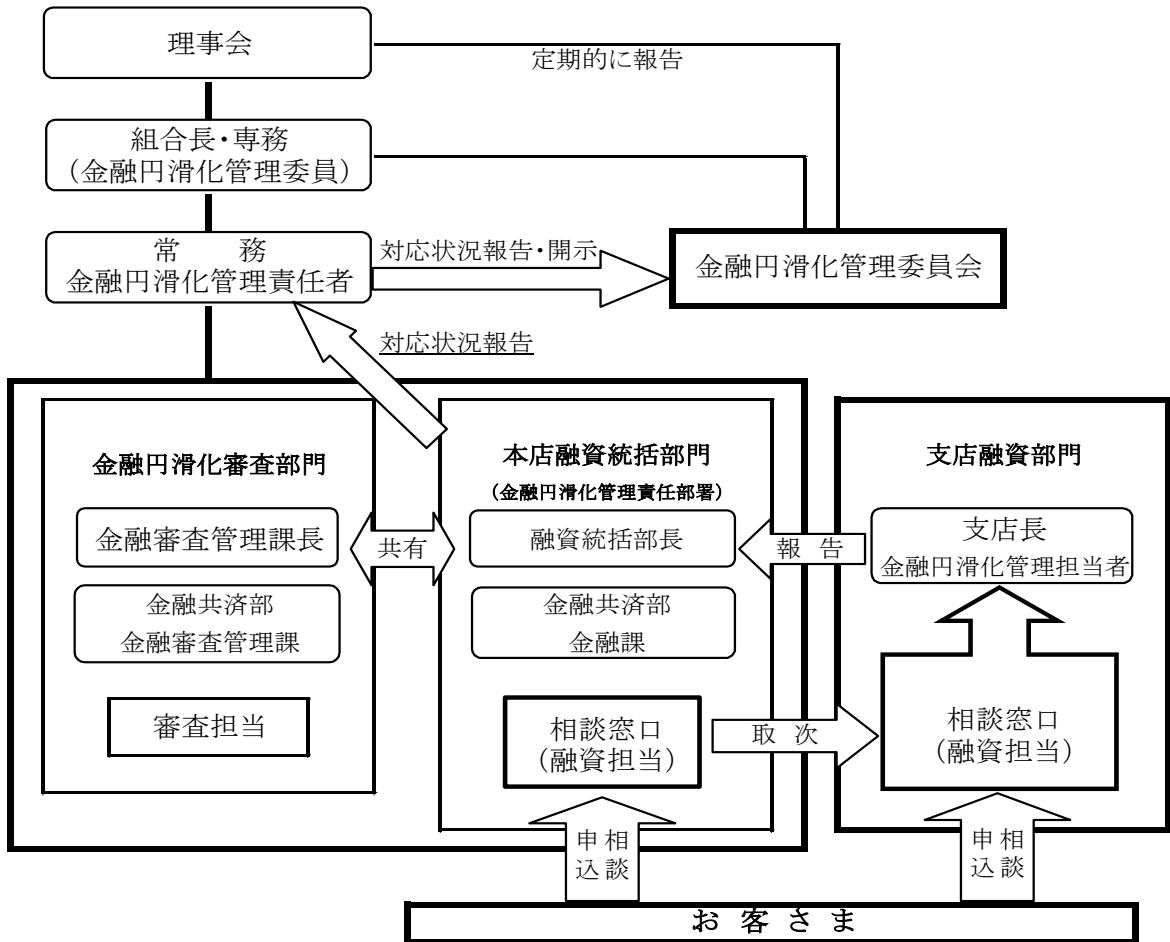 理事会
定期的に報告
組合長・専務
(金融円滑化管理委員)
常　　務
金融円滑化管理責任者
対応状況報告・開示
金融円滑化管理委員会
対応状況報告
金融円滑化審査部門
金融審査管理課長
金融共済部
金融審査管理課
審査担当
共有
本店融資統括部門
(金融円滑化管理責任部署)
融資統括部長
金融共済部
金融課
相談窓口
(融資担当)
報 告
取 次
支店融資部門
支店長
金融円滑化管理担当者
相談窓口
(融資担当)
相談
申込
相談
申込
お 客 さ ま